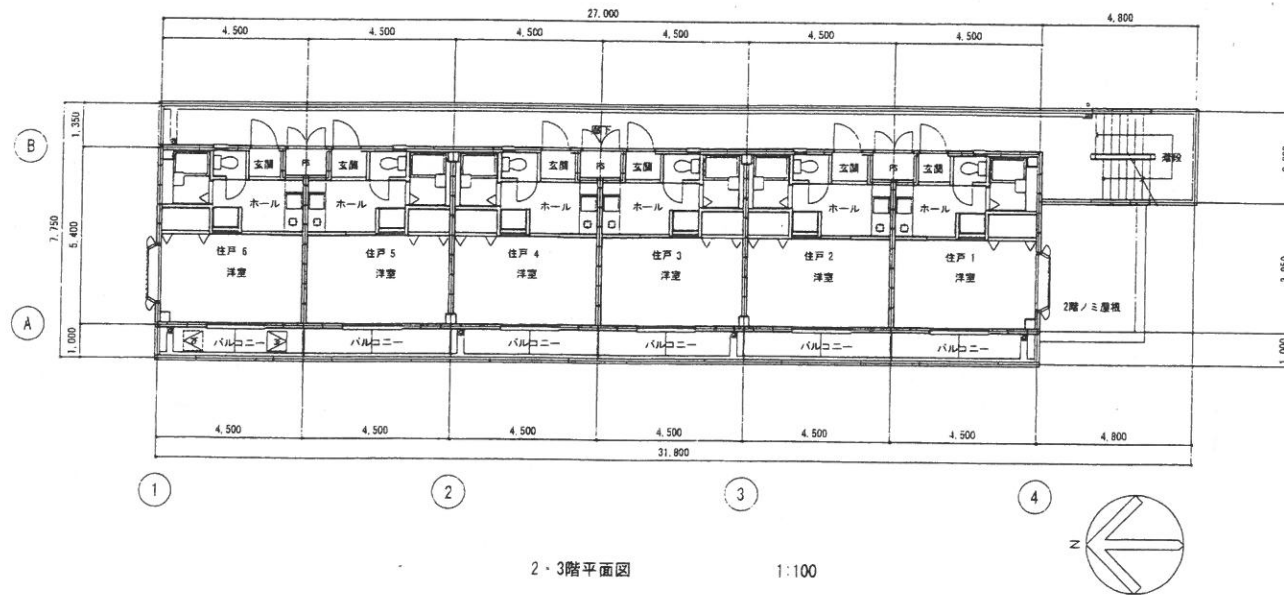 27,000
4,800
4,500 4,500 4,500 4,500 4,500 4,500
1,350
B
廊下
玄関 PS 玄関 玄関 PS 玄関 玄関 PS 玄関
階段
ホール ホール ホール ホール ホール ホール
7,750
5,400
住戸 6 住戸 5 住戸 4 住戸 3 住戸 2 住戸 1
洋室 洋室 洋室 洋室 洋室 洋室
2階ノミ屋根
A
1,000
バルコニー バルコニー バルコニー バルコニー バルコニー バルコニー
1,000
4,500 4,500 4,500 4,500 4,500 4,500 4,800
31,800
1 2 3 4
N
2・3階平面図 1:100